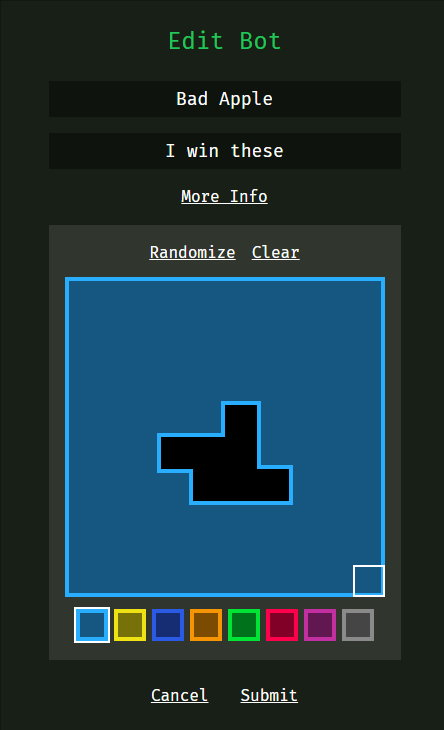 Edit Bot
Bad Apple
I win these
More Info
Randomize Clear
Cancel Submit